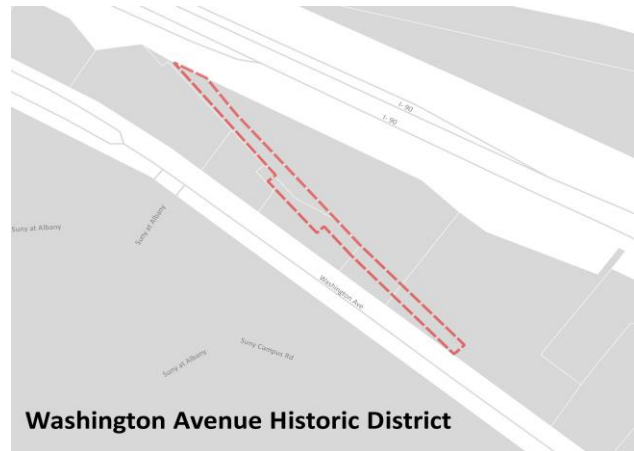 I- 90
I- 90
Suny at Albany
Suny at Albany
Washington Ave
Suny Campus Rd
Suny at Albany
Washington Avenue Historic District